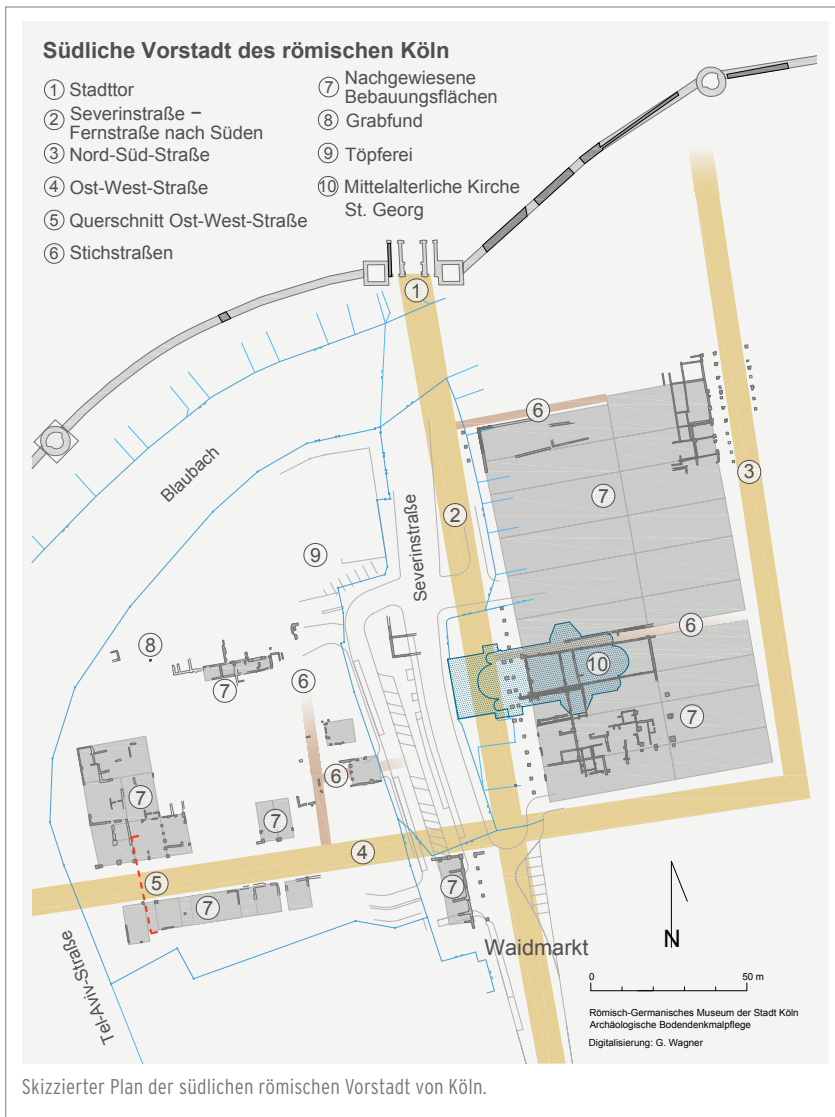 Südliche Vorstadt des römischen Köln
① Stadttor
② Severinstraße –
Fernstraße nach Süden
③ Nord-Süd-Straße
④ Ost-West-Straße
⑤ Querschnitt Ost-West-Straße
⑥ Stichstraßen
⑦ Nachgewiesene
Bebauungsflächen
⑧ Grabfund
⑨ Töpferei
⑩ Mittelalterliche Kirche
St. Georg
①
⑥
③
Blaubach
⑦
②
Severinstraße
⑨
⑥
⑧
⑩
⑦
⑥
⑦
⑥
⑦
⑦
④
⑤
⑦
⑦
Tel-Aviv-Straße
Waidmarkt
N
0 50 m
Römisch-Germanisches Museum der Stadt Köln
Archäologische Bodendenkmalpflege
Digitalisierung: G. Wagner
Skizzierter Plan der südlichen römischen Vorstadt von Köln.